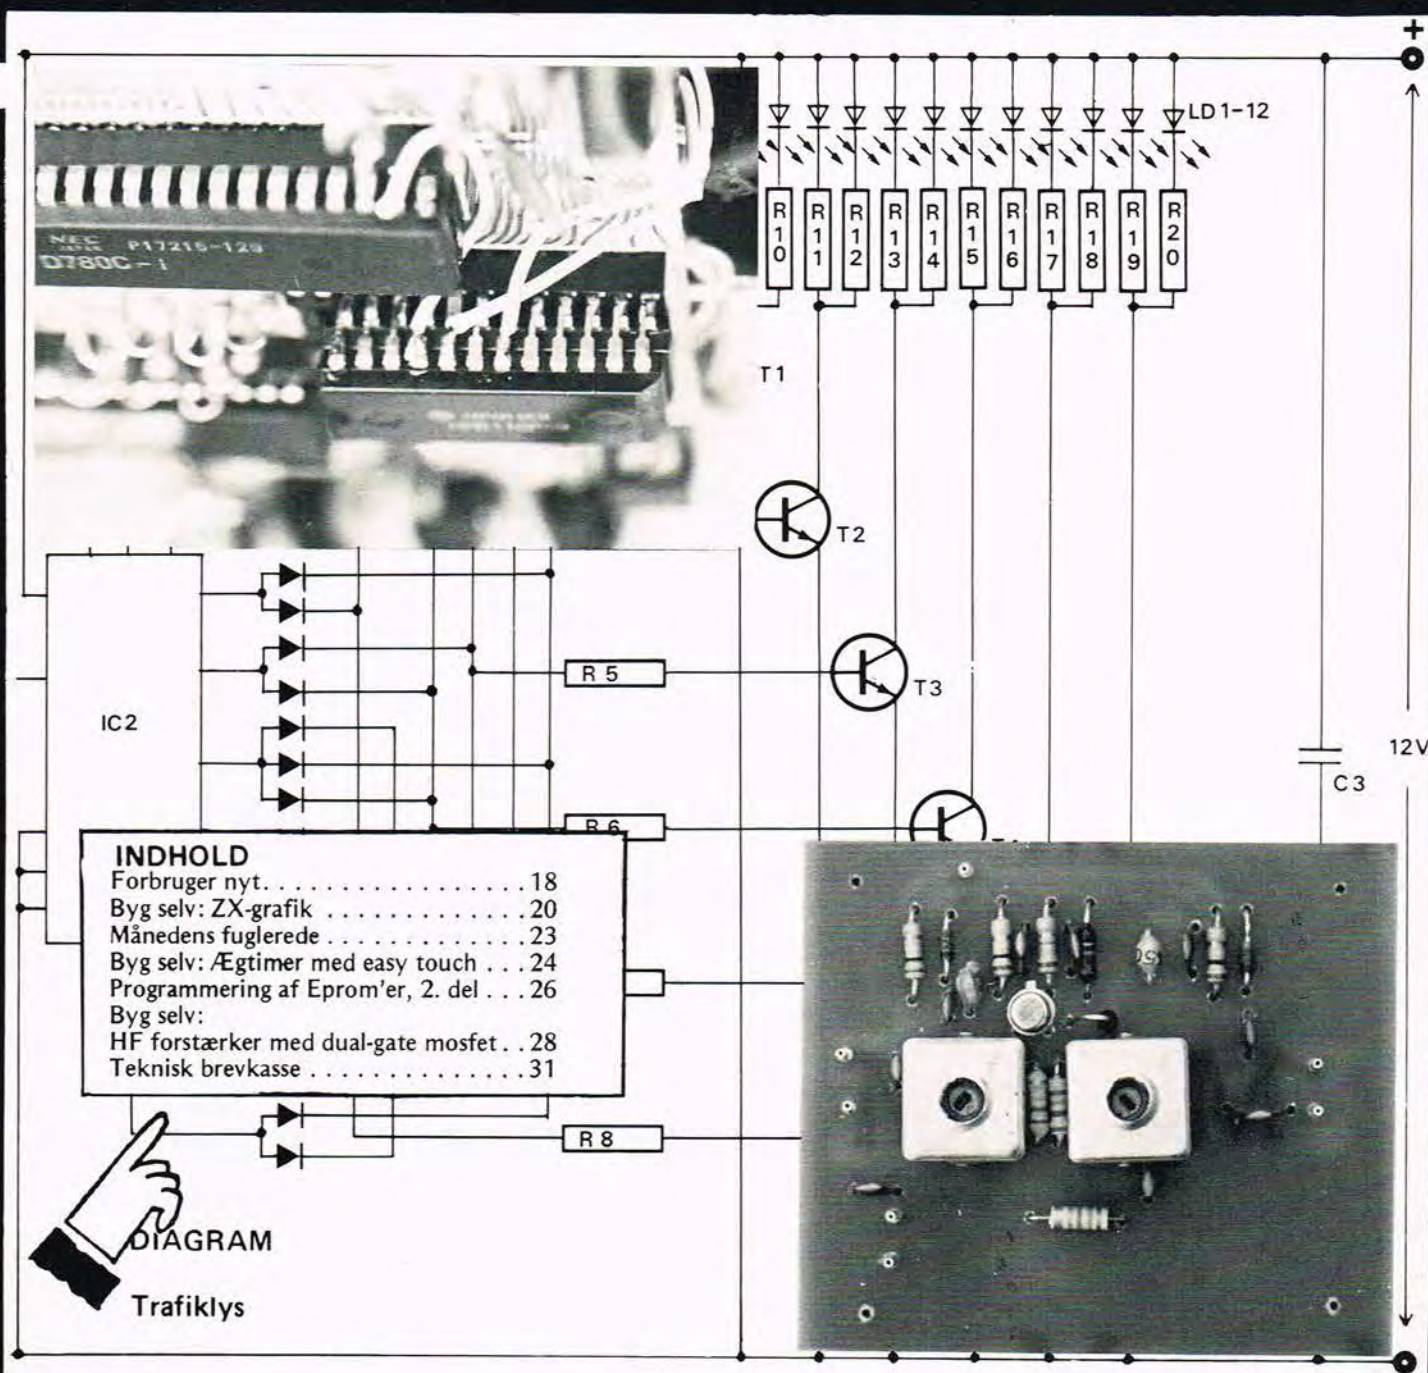 +
LD 1-12
R10 R11 R12 R13 R14 R15 R16 R17 R18 R19 R20
NEC
JAPAN P17215-129
D780C-1
T1
T2
R 5
T3
IC2
12V
C3
R 6
INDHOLD
Forbruger nyt. . . . . . . . . . . . . . . . . . 18
Byg selv: ZX-grafik . . . . . . . . . . . . . 20
Månedens fuglerede . . . . . . . . . . . . . 23
Byg selv: Ægtimer med easy touch . . . 24
Programmering af Eprom'er, 2. del . . . 26
Byg selv:
HF forstærker med dual-gate mosfet . . 28
Teknisk brevkasse . . . . . . . . . . . . . . 31
R 8
DIAGRAM
Trafiklys